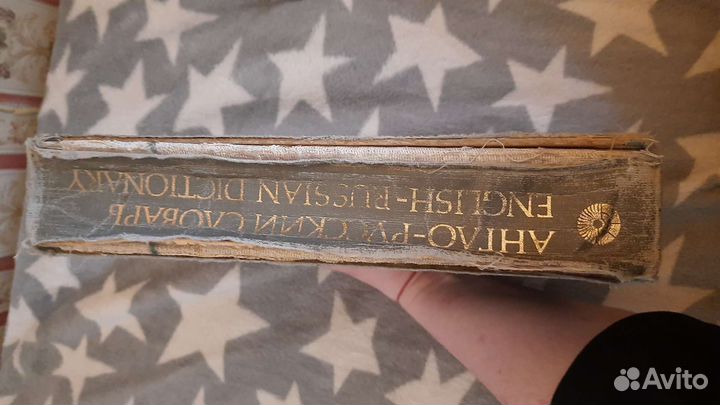 АНГЛО-РУССКИЙ СЛОВАРЬ
ENGLISH-RUSSIAN DICTIONARY
Avito